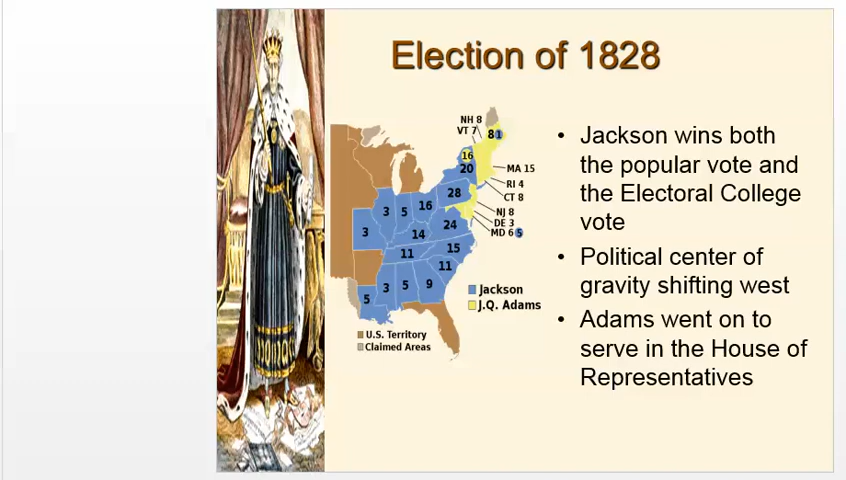 Election of 1828
NH 8
VT 7
8 1
16
20
MA 15
RI 4
CT 8
NJ 8
DE 3
MD 6 5
28
3 5 16
3
24
14
15
11
11
3 5 9
5
Jackson
J.Q. Adams
U.S. Territory
Claimed Areas
• Jackson wins both
the popular vote and
the Electoral College
vote
• Political center of
gravity shifting west
• Adams went on to
serve in the House of
Representatives